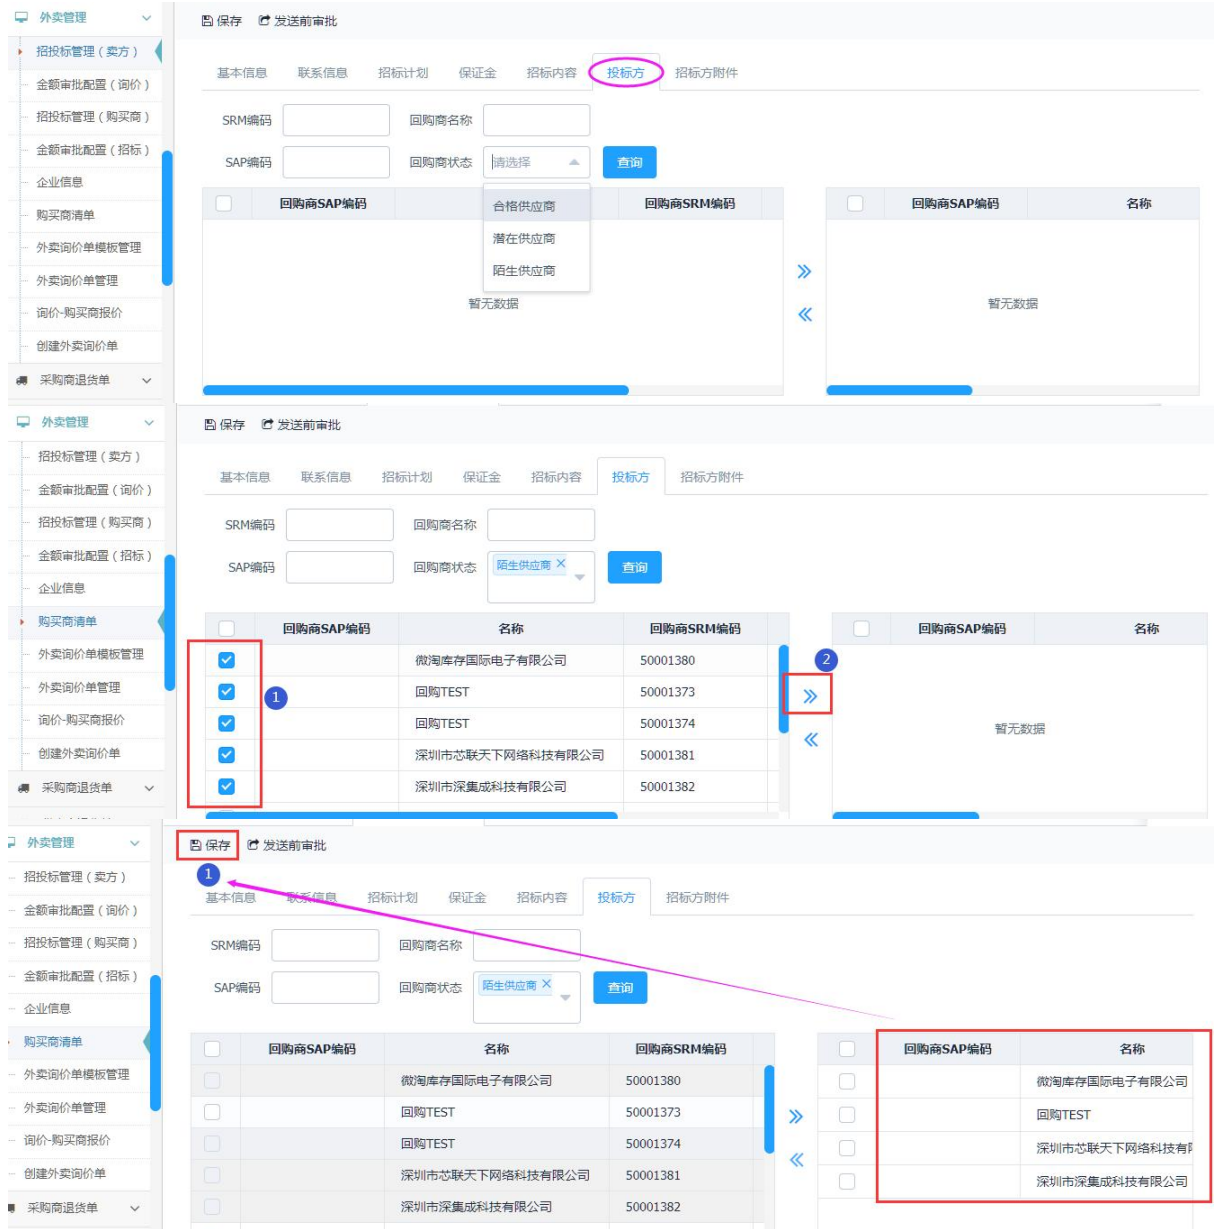 外卖管理
保存 发送前审批
招投标管理（卖方）
基本信息 联系信息 招标计划 保证金 招标内容 投标方 招标方附件
金额审批配置（询价）
招投标管理（购买商）
SRM编码 回购商名称
金额审批配置（招标）
SAP编码 回购商状态 请选择 查询
企业信息
回购商SAP编码 回购商SRM编码 回购商SAP编码 名称
合格供应商
购买商清单
潜在供应商
外卖询价单模板管理
陌生供应商
外卖询价单管理
暂无数据 暂无数据
询价-购买商报价
创建外卖询价单
采购商退货单
外卖管理
保存 发送前审批
招投标管理（卖方）
基本信息 联系信息 招标计划 保证金 招标内容 投标方 招标方附件
金额审批配置（询价）
招投标管理（购买商）
SRM编码 回购商名称
金额审批配置（招标）
SAP编码 回购商状态 陌生供应商 × 查询
企业信息
购买商清单
回购商SAP编码 名称 回购商SRM编码 回购商SAP编码 名称
外卖询价单模板管理
微淘库存国际电子有限公司 50001380 2
外卖询价单管理
1 回购TEST 50001373
询价-购买商报价
回购TEST 50001374 暂无数据
创建外卖询价单
深圳市芯联天下网络科技有限公司 50001381
采购商退货单
深圳市深集成科技有限公司 50001382
外卖管理
保存 发送前审批
招投标管理（卖方）
1
基本信息 联系信息 招标计划 保证金 招标内容 投标方 招标方附件
金额审批配置（询价）
招投标管理（购买商）
SRM编码 回购商名称
金额审批配置（招标）
SAP编码 回购商状态 陌生供应商 × 查询
企业信息
购买商清单
回购商SAP编码 名称 回购商SRM编码 回购商SAP编码 名称
外卖询价单模板管理
微淘库存国际电子有限公司 50001380 微淘库存国际电子有限公司
外卖询价单管理
回购TEST 50001373 回购TEST
询价-购买商报价
回购TEST 50001374 深圳市芯联天下网络科技有
创建外卖询价单
深圳市芯联天下网络科技有限公司 50001381 深圳市深集成科技有限公司
采购商退货单
深圳市深集成科技有限公司 50001382